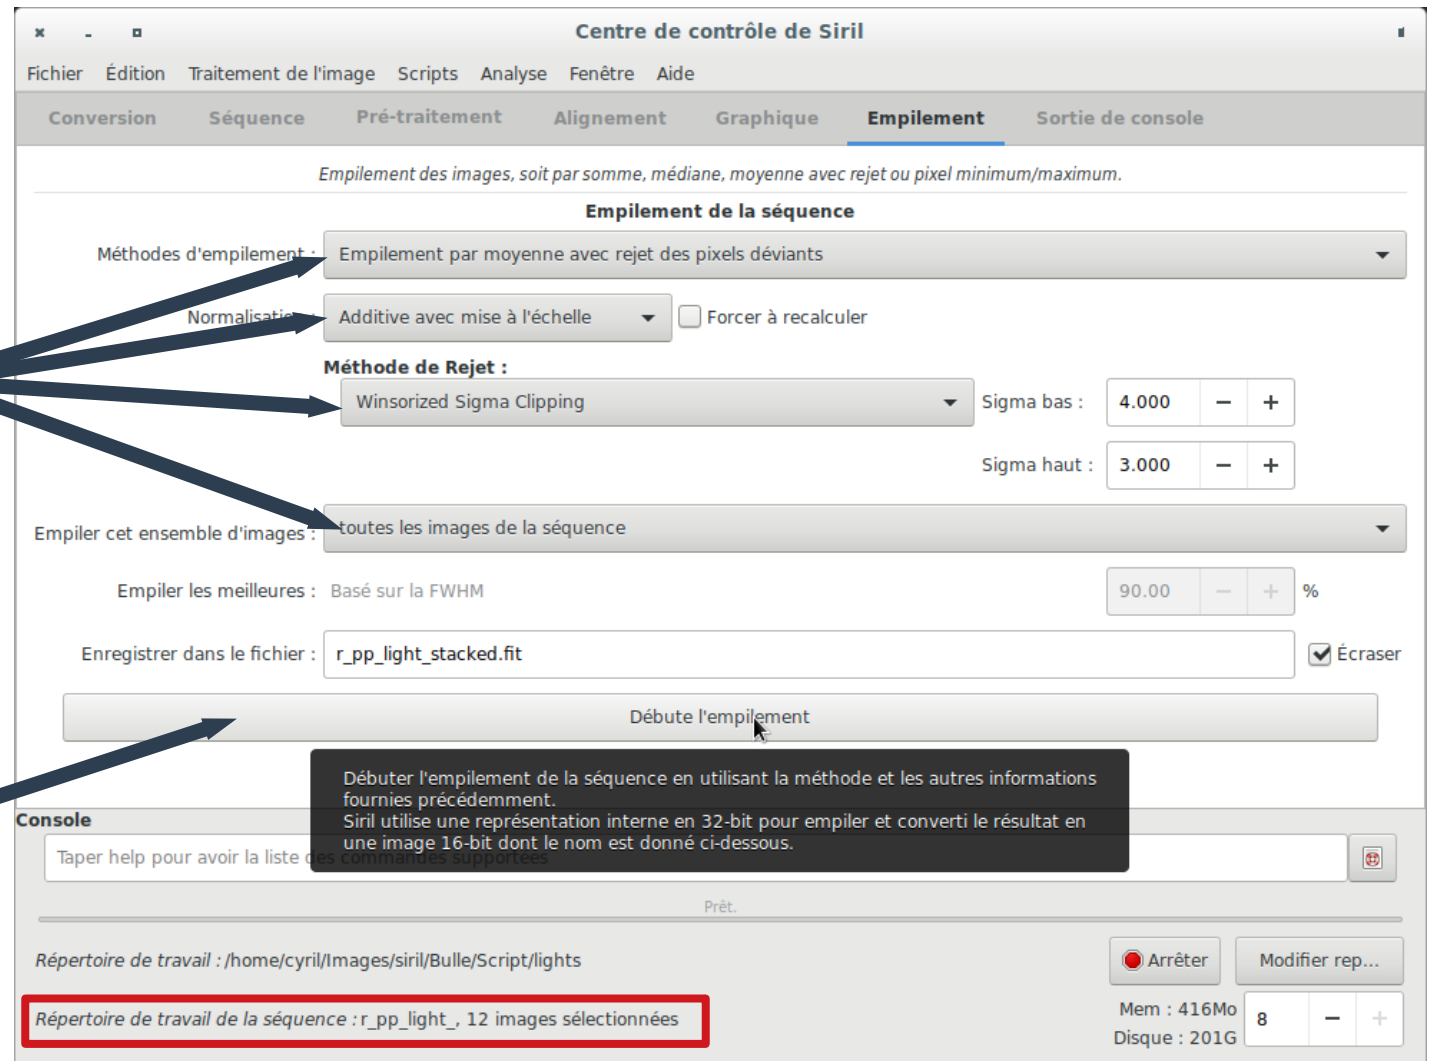 Centre de contrôle de Siril
Fichier Édition Traitement de l'image Scripts Analyse Fenêtre Aide
Conversion Séquence Pré-traitement Alignement Graphique Empilement Sortie de console
Empilement des images, soit par somme, médiane, moyenne avec rejet ou pixel minimum/maximum.
Empilement de la séquence
Méthodes d'empilement : Empilement par moyenne avec rejet des pixels déviants
Normalisation : Additive avec mise à l'échelle Forcer à recalculer
Méthode de Rejet :
Winsorized Sigma Clipping Sigma bas : 4.000 − +
Sigma haut : 3.000 − +
Empiler cet ensemble d'images : toutes les images de la séquence
Empiler les meilleures : Basé sur la FWHM 90.00 − + %
Enregistrer dans le fichier : r_pp_light_stacked.fit Écraser
Débute l'empilement
Débuter l'empilement de la séquence en utilisant la méthode et les autres informations
fournies précédemment.
Siril utilise une représentation interne en 32-bit pour empiler et converti le résultat en
une image 16-bit dont le nom est donné ci-dessous.
Console
Taper help pour avoir la liste des commandes supportées
Prêt.
Répertoire de travail : /home/cyril/Images/siril/Bulle/Script/lights Arrêter Modifier rep...
Répertoire de travail de la séquence : r_pp_light_, 12 images sélectionnées
Mem : 416Mo 8 − +
Disque : 201G